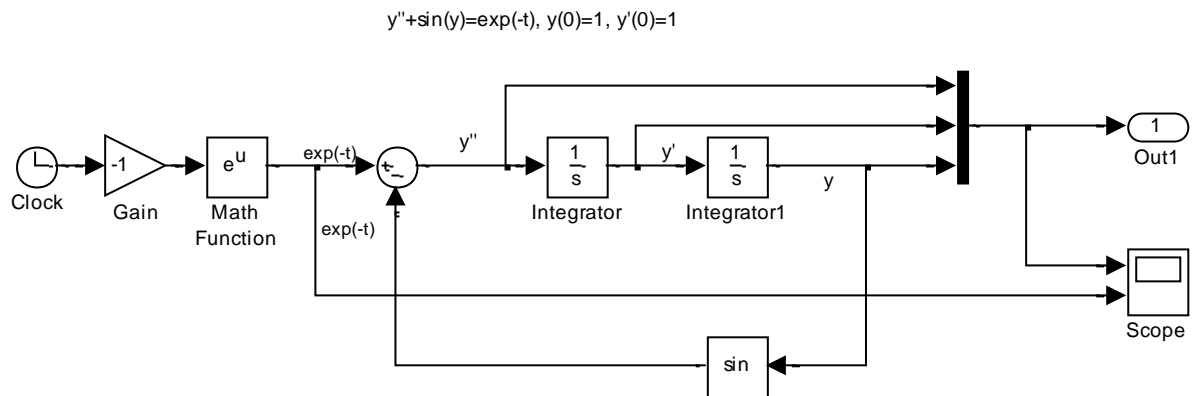 y"+sin(y)=exp(-t), y(0)=1, y'(0)=1
Clock
-1
Gain
e^u
Math
Function
exp(-t)
exp(-t)
+
-
y"
1
s
Integrator
y'
1
s
Integrator1
y
1
Out1
Scope
sin